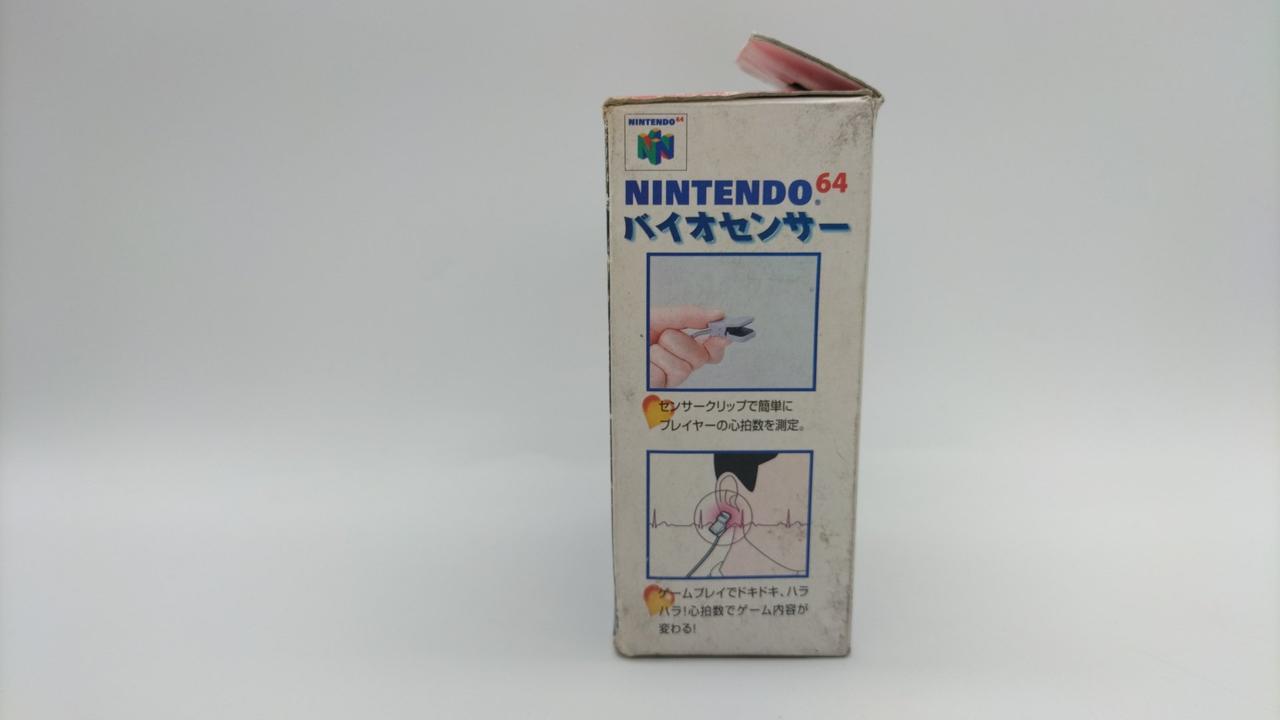 NINTENDO64
NINTENDO®64
バイオセンサー
センサークリップで簡単に
プレイヤーの心拍数を測定。
ゲームプレイでドキドキ、ハラ
ハラ!心拍数でゲーム内容が
変わる!